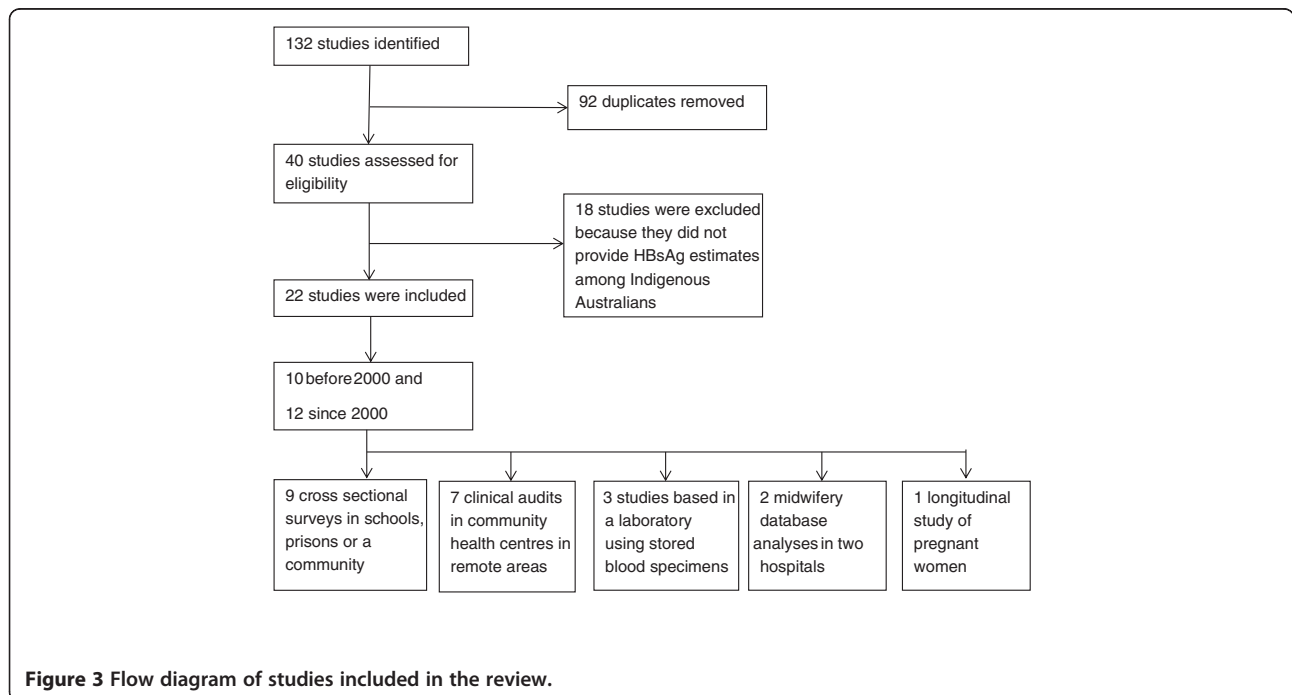 132 studies identified
92 duplicates removed
40 studies assessed for
eligibility
18 studies were excluded
because they did not
provide HBsAg estimates
among Indigenous
Australians
22 studies were included
10 before 2000 and
12 since 2000
9 cross sectional
surveys in schools,
prisons or a
community
7 clinical audits
in community
health centres in
remote areas
3 studies based in
a laboratory
using stored
blood specimens
2 midwifery
database
analyses in two
hospitals
1 longitudinal
study of
pregnant
women
Figure 3 Flow diagram of studies included in the review.